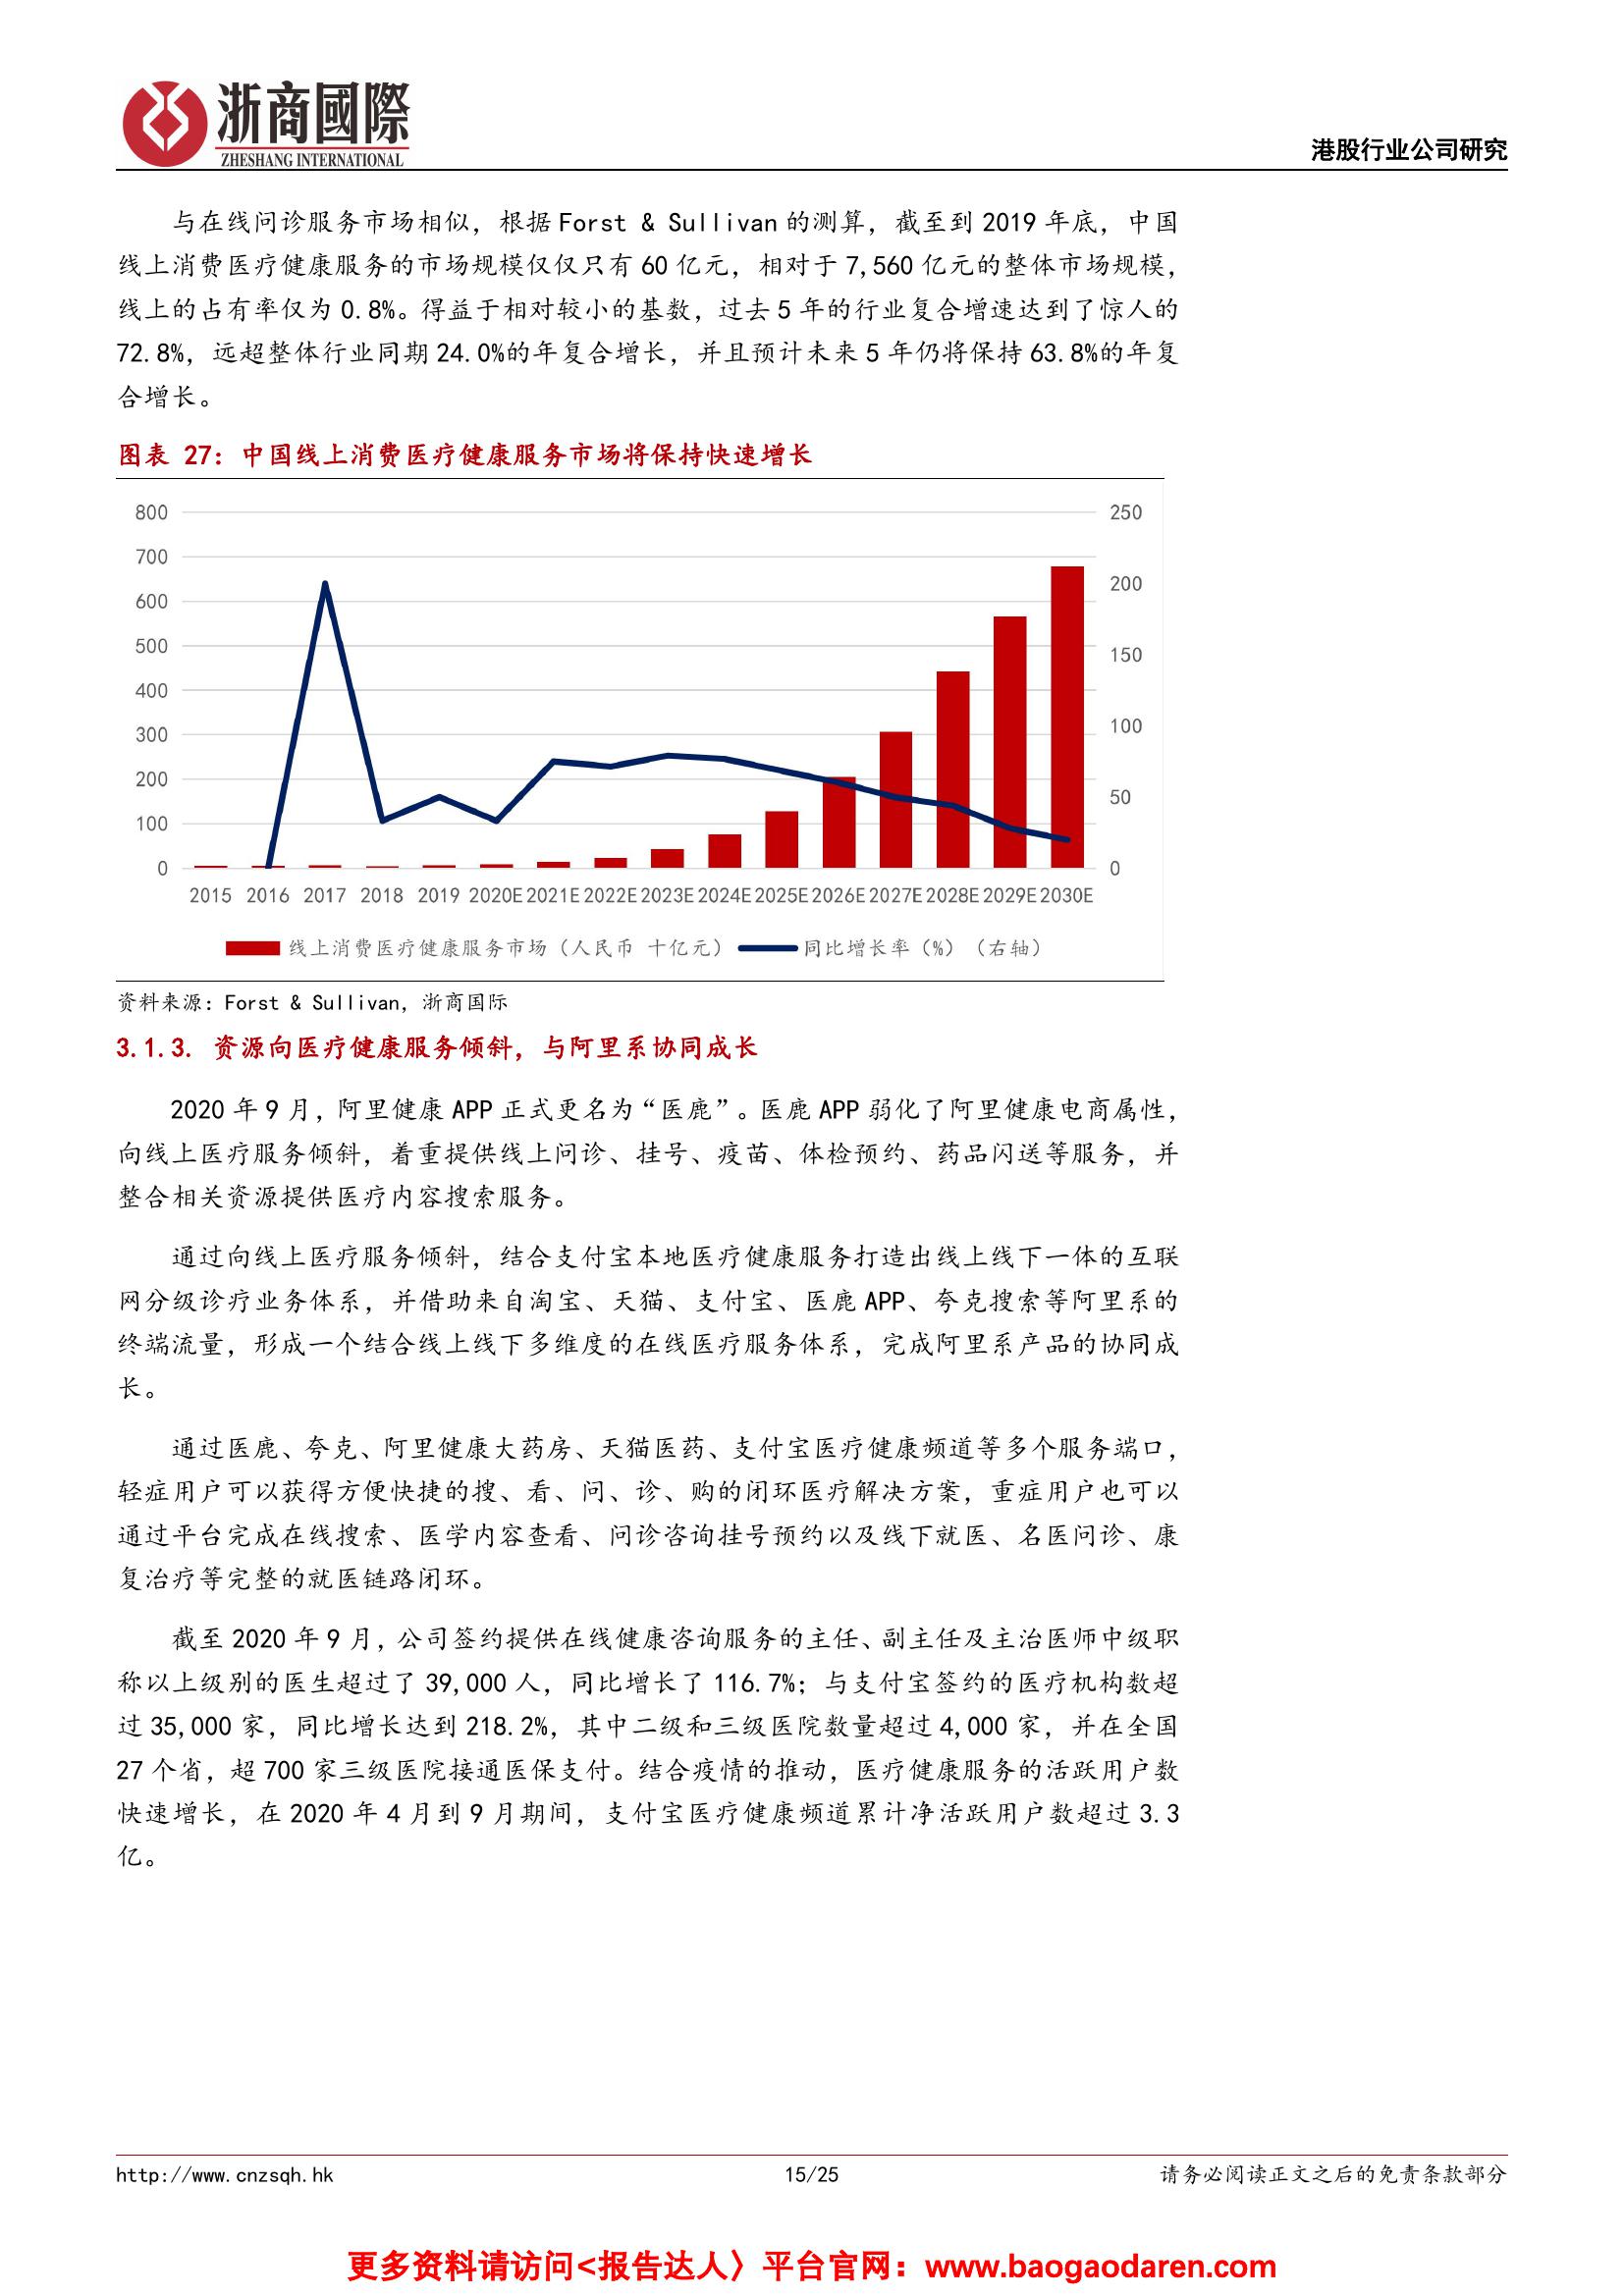 浙商國際
ZHESHANG INTERNATIONAL
港股行业公司研究
与在线问诊服务市场相似，根据 Forst & Sullivan 的测算，截至到 2019 年底，中国
线上消费医疗健康服务的市场规模仅仅只有 60 亿元，相对于 7,560 亿元的整体市场规模，
线上的占有率仅为 0.8%。得益于相对较小的基数，过去 5 年的行业复合增速达到了惊人的
72.8%，远超整体行业同期 24.0%的年复合增长，并且预计未来 5 年仍将保持 63.8%的年复
合增长。
图表 27：中国线上消费医疗健康服务市场将保持快速增长
800
700
600
500
400
300
200
100
0
250
200
150
100
50
0
2015 2016 2017 2018 2019 2020E 2021E 2022E 2023E 2024E 2025E 2026E 2027E 2028E 2029E 2030E
线上消费医疗健康服务市场（人民币 十亿元） 同比增长率（%）（右轴）
资料来源：Forst & Sullivan，浙商国际
3.1.3. 资源向医疗健康服务倾斜，与阿里系协同成长
2020 年 9 月，阿里健康 APP 正式更名为“医鹿”。医鹿 APP 弱化了阿里健康电商属性，
向线上医疗服务倾斜，着重提供线上问诊、挂号、疫苗、体检预约、药品闪送等服务，并
整合相关资源提供医疗内容搜索服务。
通过向线上医疗服务倾斜，结合支付宝本地医疗健康服务打造出线上线下一体的互联
网分级诊疗业务体系，并借助来自淘宝、天猫、支付宝、医鹿 APP、夸克搜索等阿里系的
终端流量，形成一个结合线上线下多维度的在线医疗服务体系，完成阿里系产品的协同成
长。
通过医鹿、夸克、阿里健康大药房、天猫医药、支付宝医疗健康频道等多个服务端口，
轻症用户可以获得方便快捷的搜、看、问、诊、购的闭环医疗解决方案，重症用户也可以
通过平台完成在线搜索、医学内容查看、问诊咨询挂号预约以及线下就医、名医问诊、康
复治疗等完整的就医链路闭环。
截至 2020 年 9 月，公司签约提供在线健康咨询服务的主任、副主任及主治医师中级职
称以上级别的医生超过了 39,000 人，同比增长了 116.7%；与支付宝签约的医疗机构数超
过 35,000 家，同比增长达到 218.2%，其中二级和三级医院数量超过 4,000 家，并在全国
27 个省，超 700 家三级医院接通医保支付。结合疫情的推动，医疗健康服务的活跃用户数
快速增长，在 2020 年 4 月到 9 月期间，支付宝医疗健康频道累计净活跃用户数超过 3.3
亿。
http://www.cnzsqh.hk
15/25
请务必阅读正文之后的免责条款部分
更多资料请访问<报告达人〉平台官网：www.baogaodaren.com